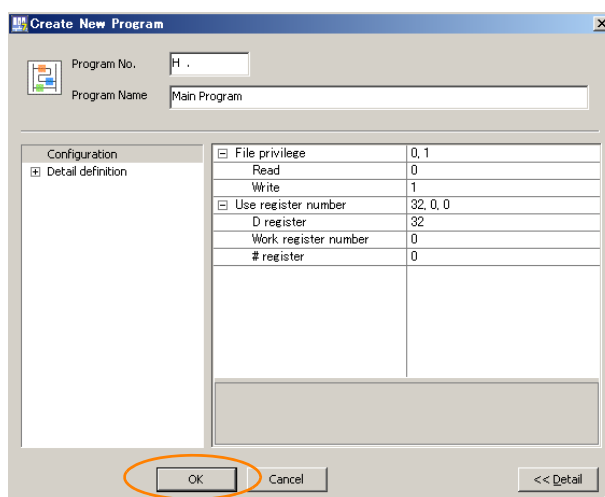 Create New Program
Program No. H .
Program Name Main Program
Configuration
Detail definition
File privilege 0, 1
Read 0
Write 1
Use register number 32, 0, 0
D register 32
Work register number 0
# register 0
OK Cancel << Detail